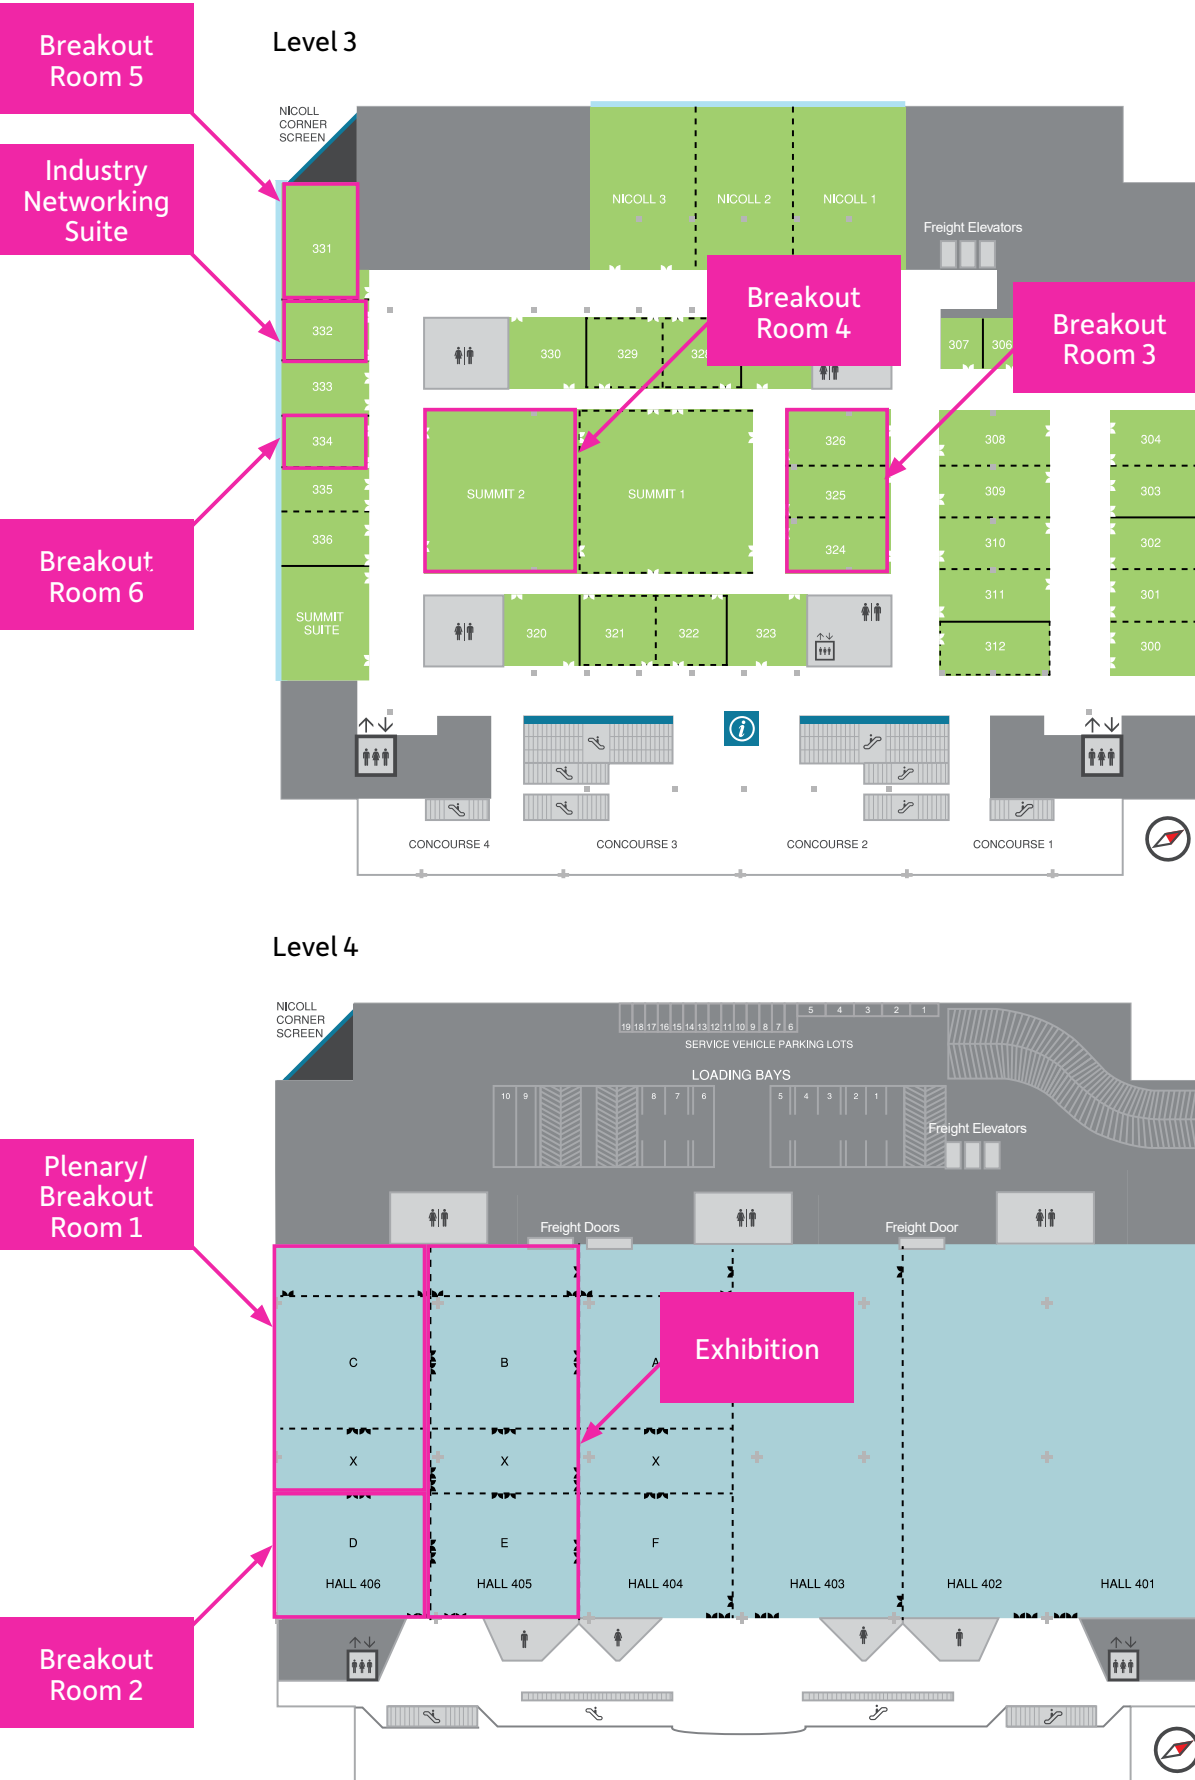 Breakout
Room 5
Level 3
NICOLL
CORNER
SCREEN
Industry
Networking
Suite
NICOLL 3
NICOLL 2
NICOLL 1
Freight Elevators
331
Breakout
Room 4
Breakout
Room 3
332
330
329
328
307
306
333
334
326
308
304
335
SUMMIT 2
SUMMIT 1
325
309
303
336
324
310
302
Breakout
Room 6
311
301
SUMMIT
SUITE
320
321
322
323
312
300
i
CONCOURSE 4
CONCOURSE 3
CONCOURSE 2
CONCOURSE 1
Level 4
NICOLL
CORNER
SCREEN
5 4 3 2 1
19 18 17 16 15 14 13 12 11 10 9 8 7 6
SERVICE VEHICLE PARKING LOTS
LOADING BAYS
10 9 8 7 6 5 4 3 2 1
Freight Elevators
Plenary/
Breakout
Room 1
Freight Doors
Freight Door
Exhibition
C
B
A
X
X
X
D
E
F
HALL 406
HALL 405
HALL 404
HALL 403
HALL 402
HALL 401
Breakout
Room 2